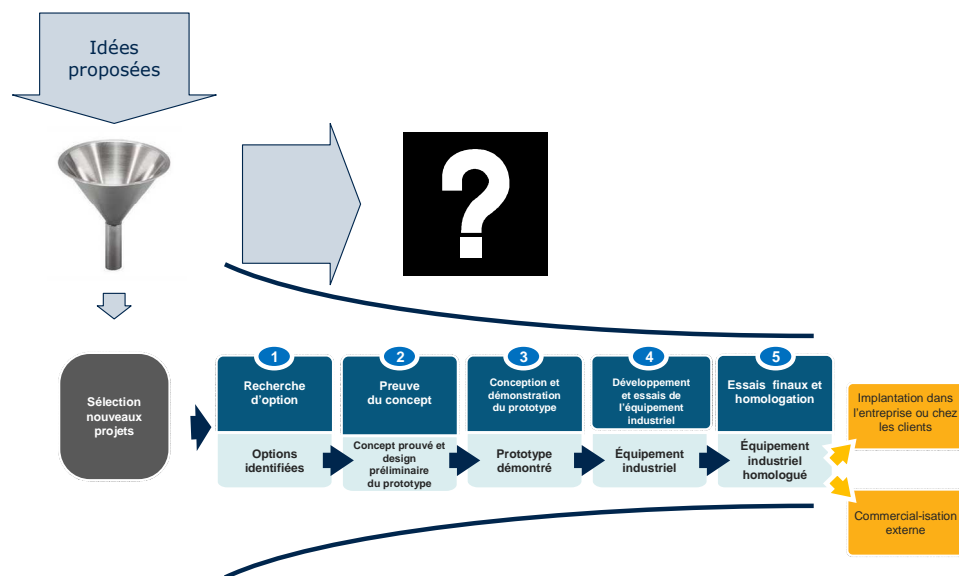 Idées
proposées
?
Sélection
nouveaux
projets
1
Recherche
d'option
Options
identifiées
2
Preuve
du concept
Concept prouvé et
design
préliminaire
du prototype
3
Conception et
démonstration
du prototype
Prototype
démontré
4
Développement
et essais de
l'équipement
industriel
Équipement
industriel
5
Essais finaux et
homologation
Équipement
industriel
homologué
Implantation dans
l'entreprise ou chez
les clients
Commercial-isation
externe